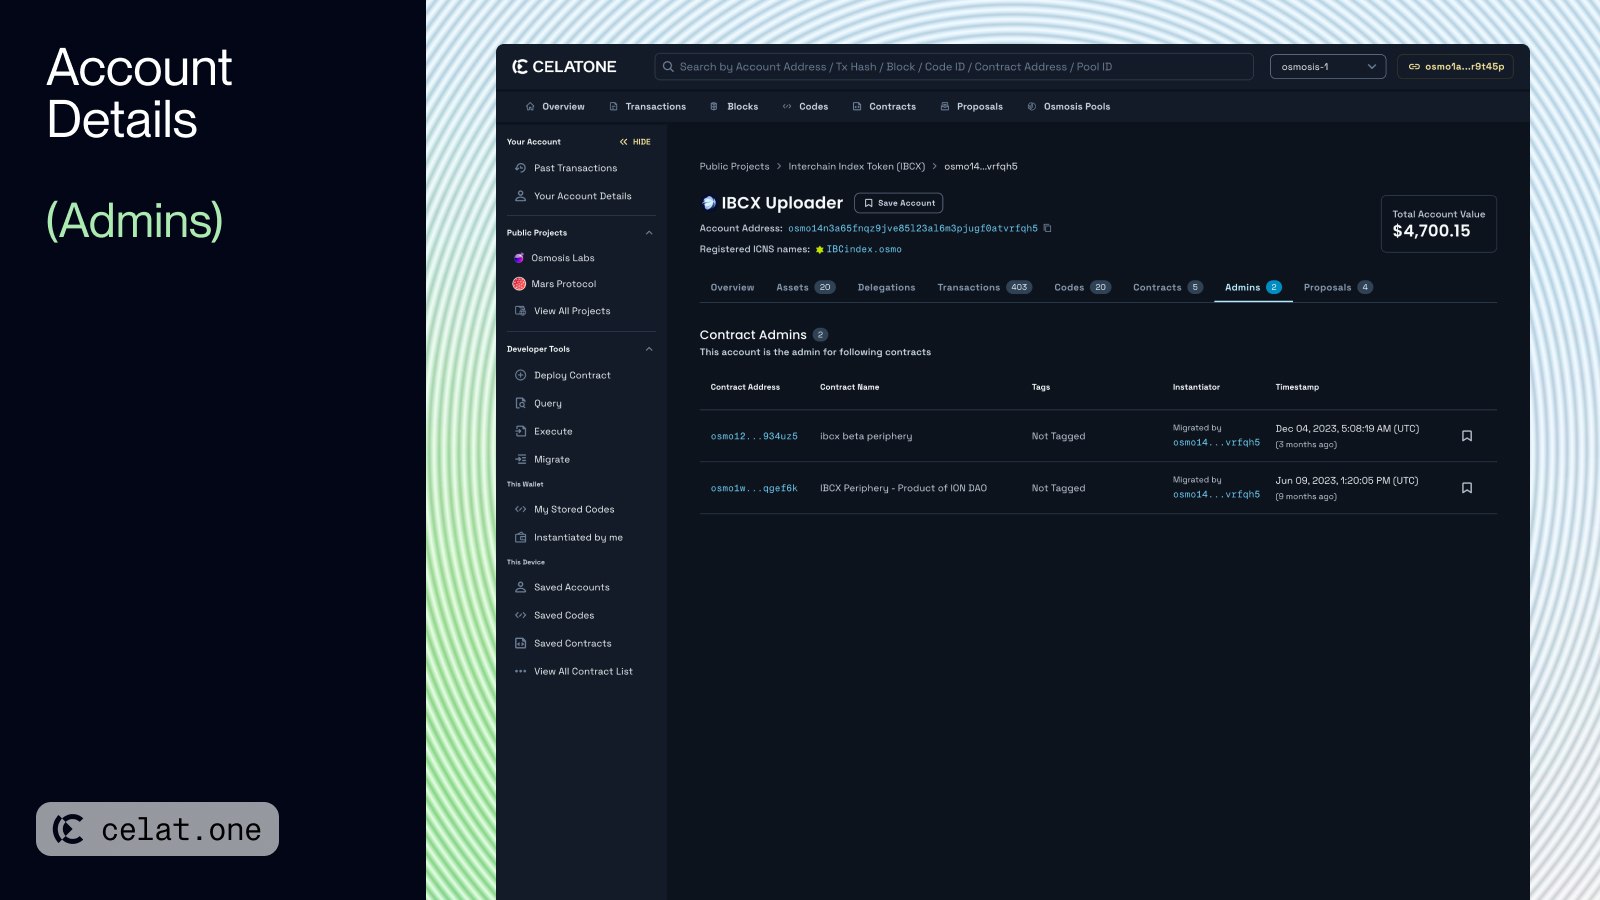 Account
Details
(Admins)
celat.one
CELATONE
Search by Account Address / Tx Hash / Block / Code ID / Contract Address / Pool ID
osmosis-1
osmo1a...r9t45p
Overview Transactions Blocks Codes Contracts Proposals Osmosis Pools
Your Account HIDE
Past Transactions
Your Account Details
Public Projects
Osmosis Labs
Mars Protocol
View All Projects
Developer Tools
Deploy Contract
Query
Execute
Migrate
This Wallet
My Stored Codes
Instantiated by me
This Device
Saved Accounts
Saved Codes
Saved Contracts
View All Contract List
Public Projects > Interchain Index Token (IBCX) > osmo14...vrfqh5
IBCX Uploader Save Account
Account Address: osmo14n3a65fnqz9jve85l23al6m3pjugf0atvrfqh5
Registered ICNS names: IBCindex.osmo
Total Account Value
$4,700.15
Overview Assets 20 Delegations Transactions 403 Codes 20 Contracts 5 Admins 2 Proposals 4
Contract Admins 2
This account is the admin for following contracts
Contract Address Contract Name Tags Instantiator Timestamp
osmo12...934uz5 ibcx beta periphery Not Tagged Migrated by osmo14...vrfqh5 Dec 04, 2023, 5:08:19 AM (UTC) (3 months ago)
osmo1w...qgef6k IBCX Periphery - Product of ION DAO Not Tagged Migrated by osmo14...vrfqh5 Jun 09, 2023, 1:20:05 PM (UTC) (9 months ago)